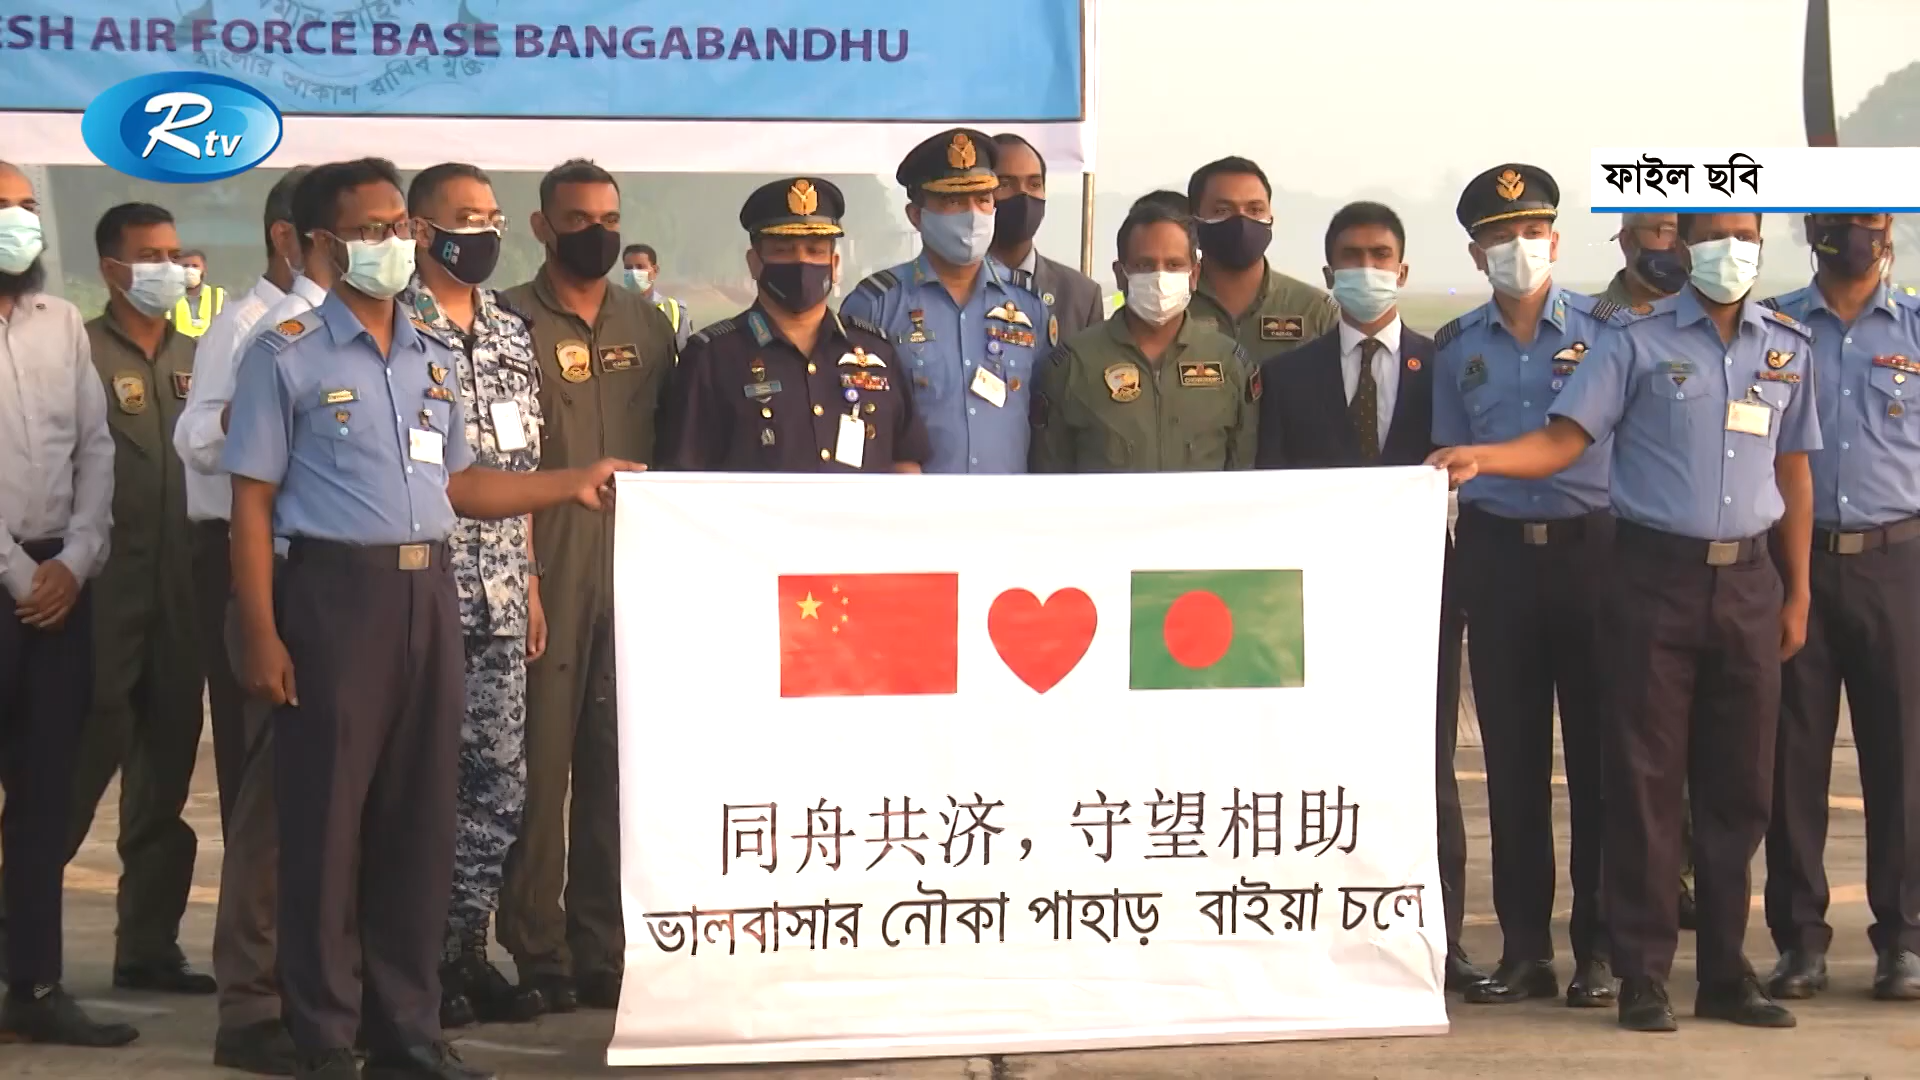 ESH AIR FORCE BASE BANGABANDHU
বাংলার আকাশ রাখিব মুক্ত
Rtv
ফাইল ছবি
同舟共济，守望相助
ভালবাসার নৌকা পাহাড় বাইয়া চলে